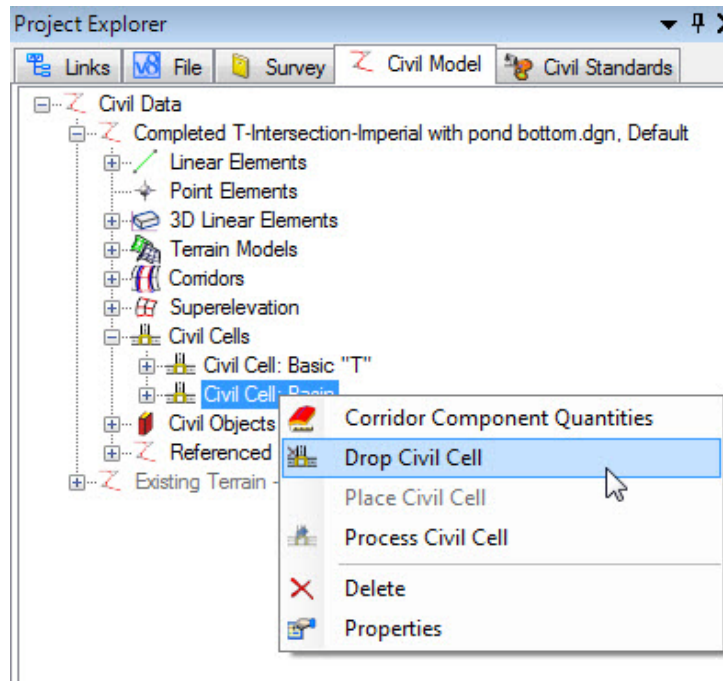 Project Explorer
Links File Survey Civil Model Civil Standards
Civil Data
Completed T-Intersection-Imperial with pond bottom.dgn, Default
Linear Elements
Point Elements
3D Linear Elements
Terrain Models
Corridors
Superelevation
Civil Cells
Civil Cell: Basic "T"
Civil Cell: Basin
Civil Objects
Referenced
Existing Terrain -
Corridor Component Quantities
Drop Civil Cell
Place Civil Cell
Process Civil Cell
Delete
Properties